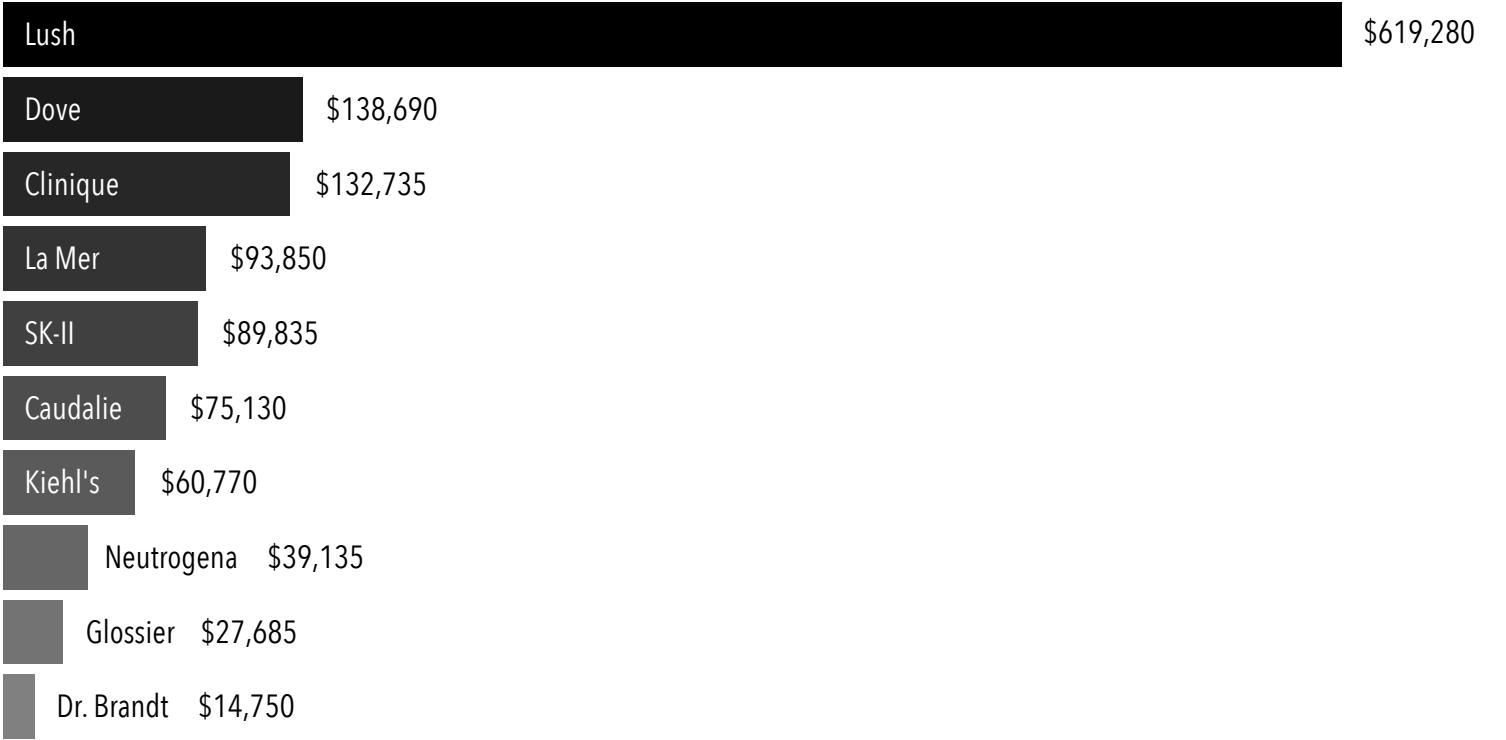 Lush $619,280
Dove $138,690
Clinique $132,735
La Mer $93,850
SK-II $89,835
Caudalie $75,130
Kiehl's $60,770
Neutrogena $39,135
Glossier $27,685
Dr. Brandt $14,750